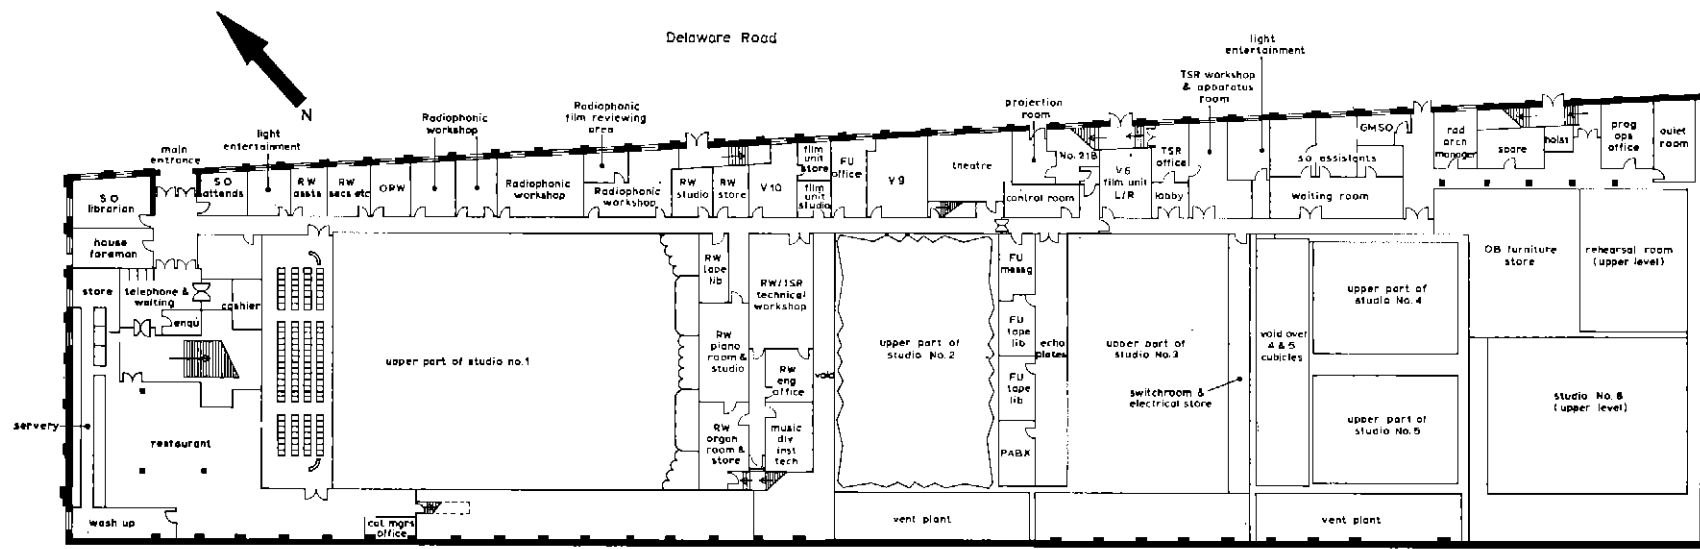 Delaware Road
N
main
entrance
light
entertainment
Radiophonic
workshop
Radiophonic
film reviewing
area
projection
room
TSR workshop
& apparatus
room
light
entertainment
SO
librarian
SO
attends
RW
assts
RW
secs etc
ORW
Radiophonic
workshop
Radiophonic
workshop
RW
studio
RW
store
V10
film
unit
store
film
unit
studio
FU
office
V9
theatre
control room
No. 21B
V6
film unit
L/R
TSR
office
lobby
GMSO
SO assistents
waiting room
rad
arch
manager
spare
hoist
prog
ops
office
quiet
room
house
foreman
store
telephone &
waiting
cashier
enqu
upper part of studio no.1
RW
tape
lib
RW/TSR
technical
workshop
RW
piano
room &
studio
RW
eng
office
RW
organ
room &
store
music
div
inst
tech
void
upper part of
studio No. 2
FU
messg
FU
tape
lib
FU
tape
lib
PABX
echo
plates
upper part of
studio No.3
switchroom &
electrical store
void over
4 & 5
cubicles
upper part of
studio No.4
upper part of
studio No.5
OB furniture
store
rehearsal room
(upper level)
studio No. 6
(upper level)
servery
restaurant
wash up
cat mgrs
office
vent plant
vent plant